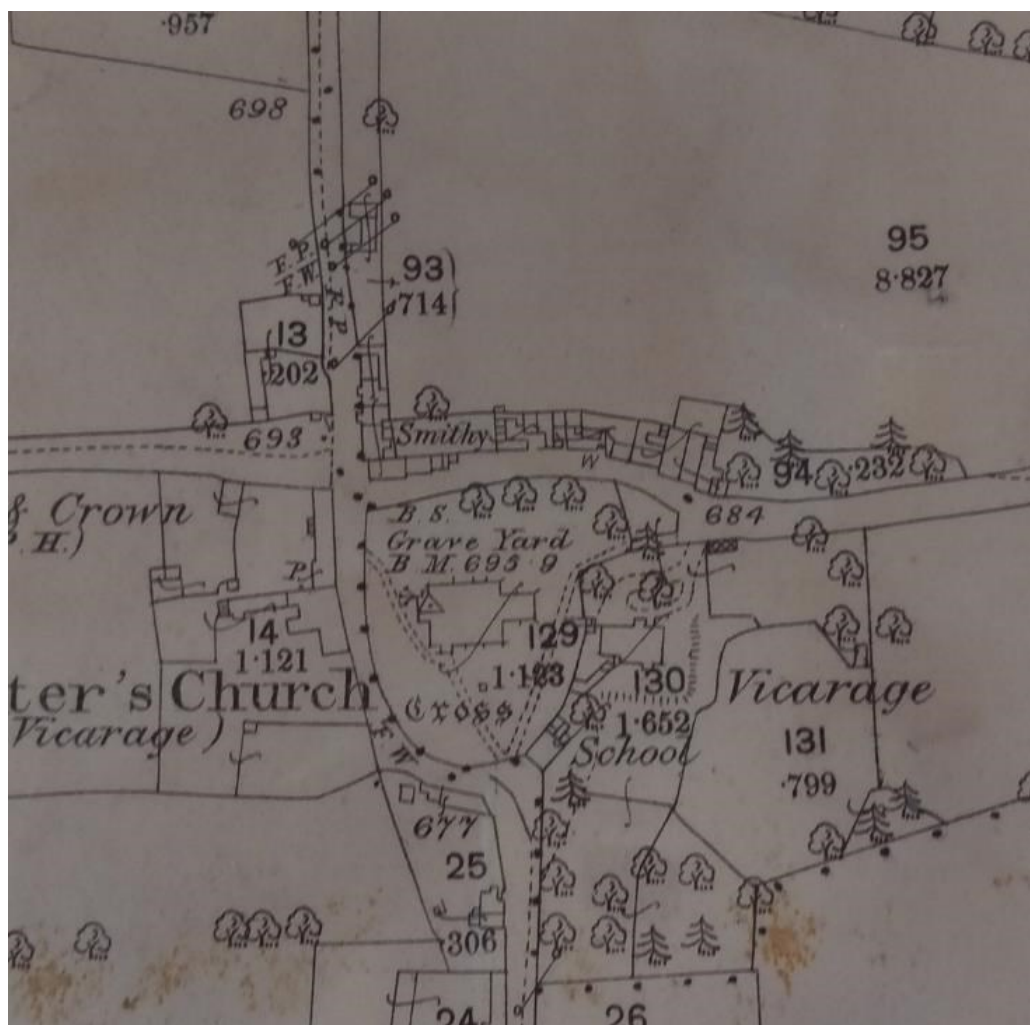 ·957
698
F. P.
F. W.
93
·714
F. P.
95
8·827
13
·202
693
Smithy
W
94 ·232
684
& Crown
P. H.)
B. S.
Grave Yard
B M. 695·9
P.
14
1·121
129
1·123
130
1·652
ter's Church
Vicarage )
Cross
Vicarage
School
131
·799
F. W.
677
25
·306
24
26